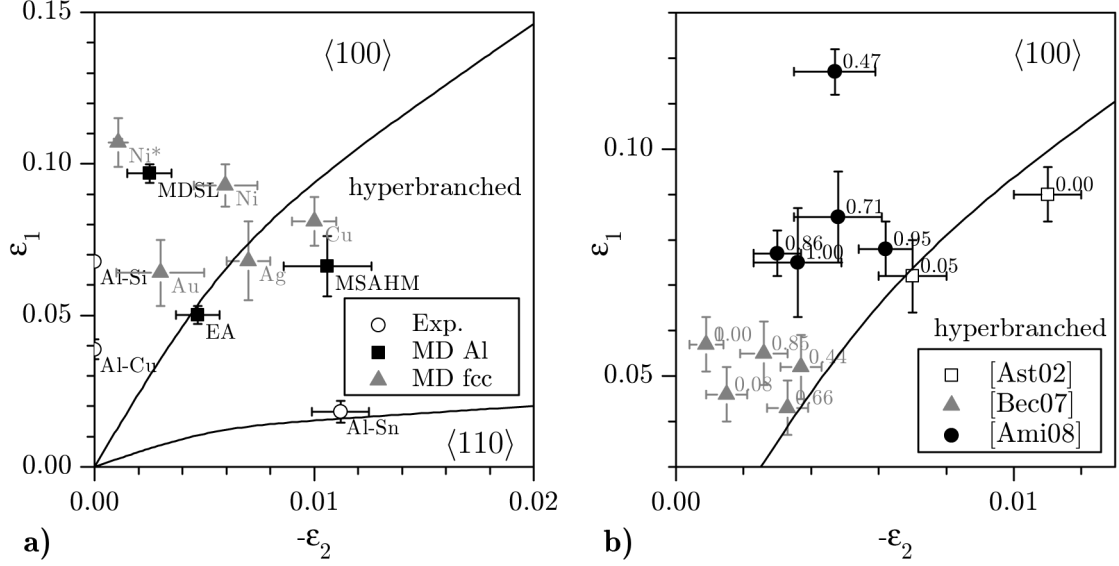 0.15
⟨100⟩
Ni*
0.10
MDSL
Ni
hyperbranched
Cu
ε1
Al-Si
Au
Ag
MSAHM
0.05
EA
Exp.
MD Al
MD fcc
Al-Cu
Al-Sn
⟨110⟩
0.00
0.00
0.01
0.02
a)
-ε2
0.47
⟨100⟩
0.10
0.00
0.71
ε1
0.86
1.00
0.95
0.05
hyperbranched
1.00
0.85
0.44
0.05
0.08
0.66
[Ast02]
[Bec07]
[Ami08]
0.00
0.01
b)
-ε2